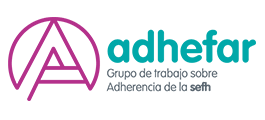 adhefar
Grupo de trabajo sobre
Adherencia de la sefh